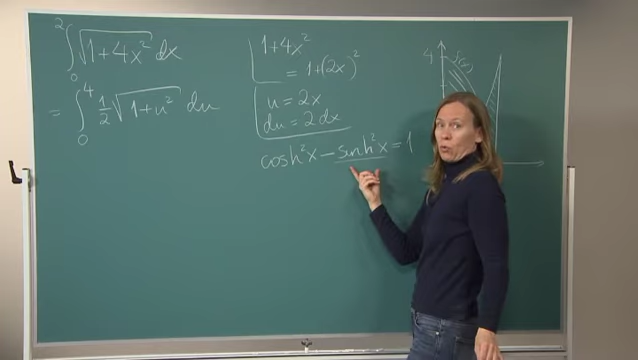 ∫₀² √(1+4x²) dx
= ∫₀⁴ ½ √(1+u²) du
1+4x²
= 1+(2x)²
u = 2x
du = 2dx
cosh²x − sinh²x = 1
4